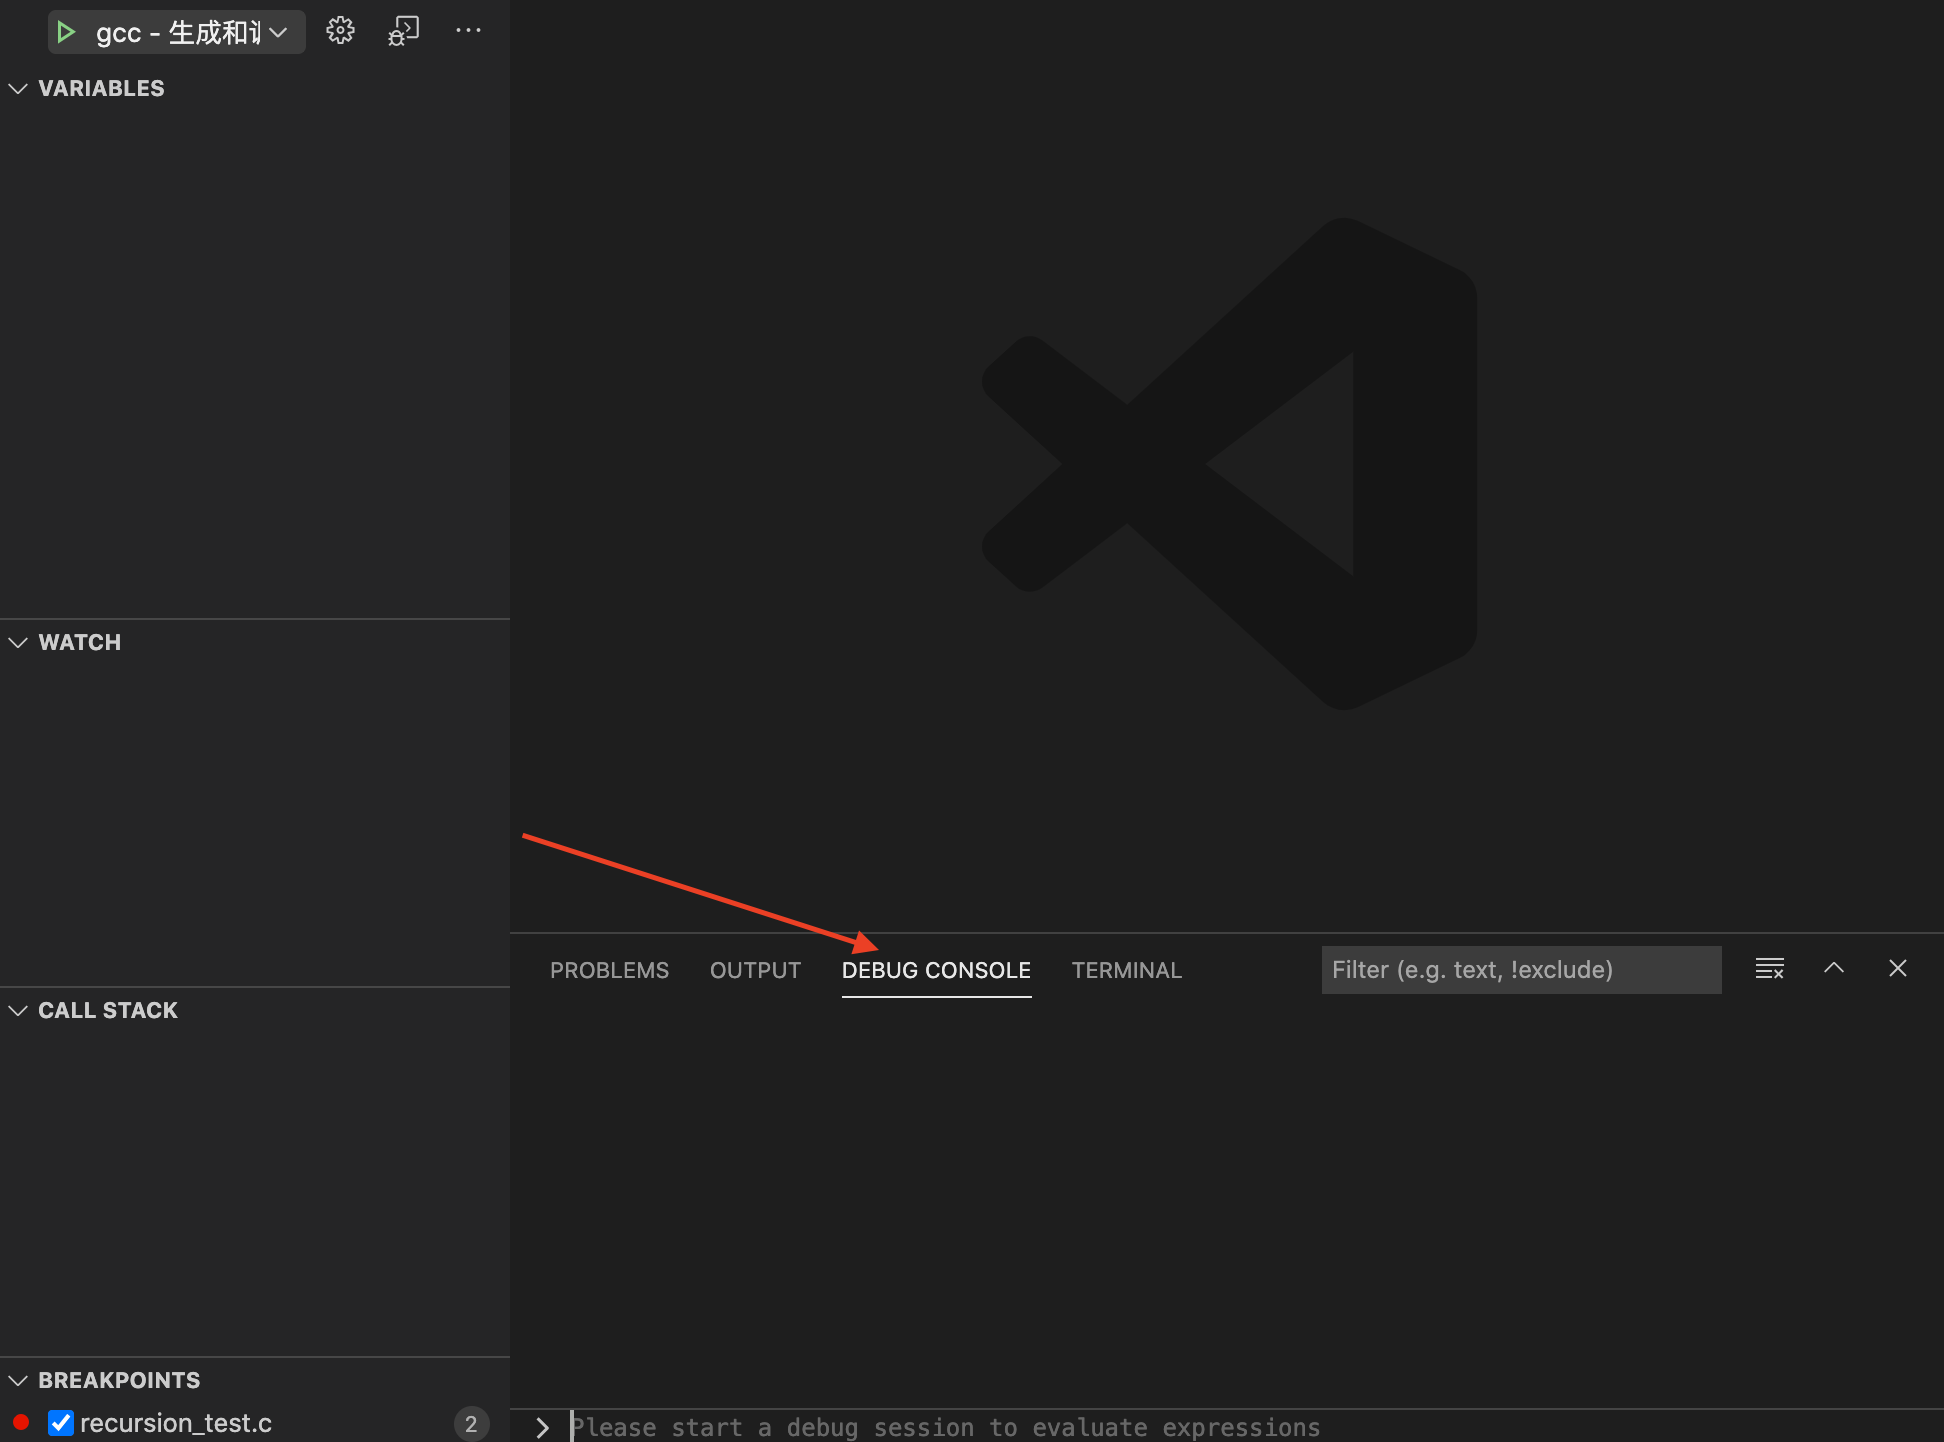 gcc - 生成和
VARIABLES
WATCH
CALL STACK
BREAKPOINTS
recursion_test.c 2
PROBLEMS OUTPUT DEBUG CONSOLE TERMINAL Filter (e.g. text, !exclude)
Please start a debug session to evaluate expressions